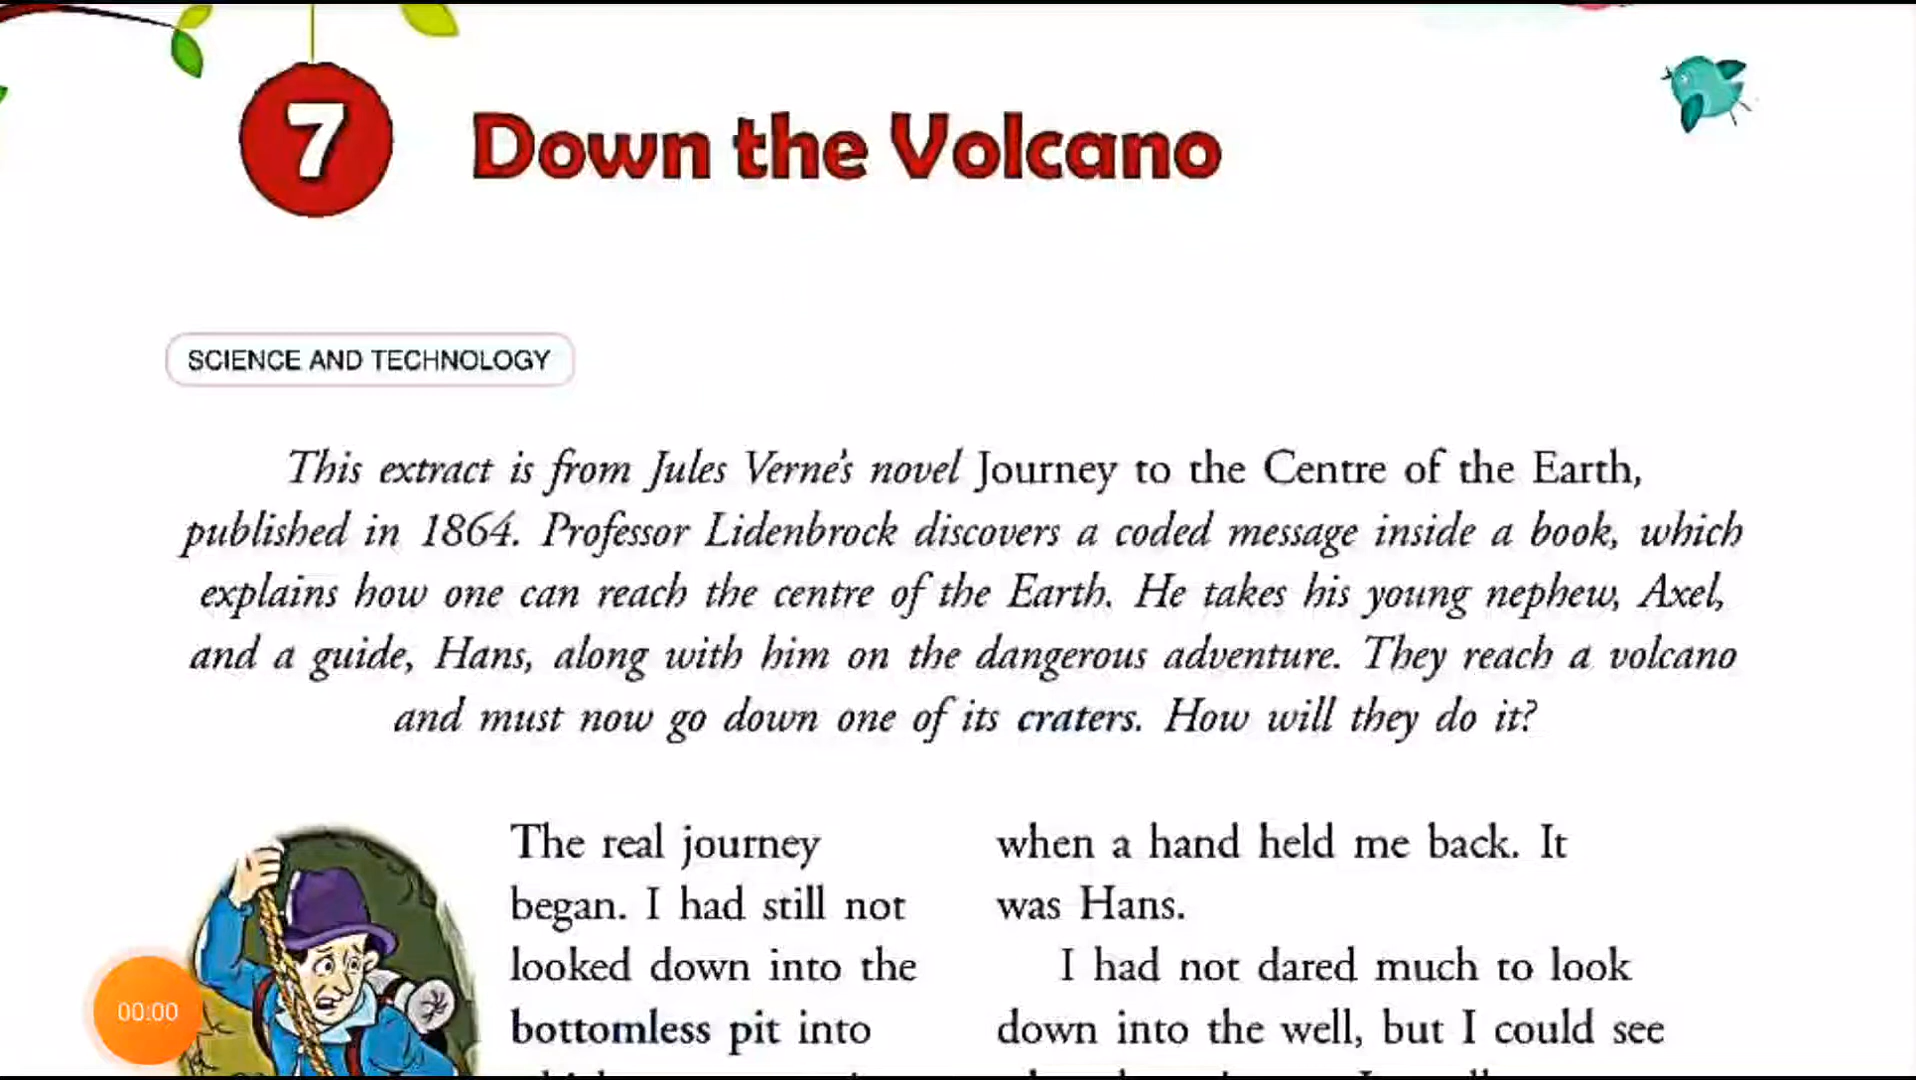 7
Down the Volcano
SCIENCE AND TECHNOLOGY
This extract is from Jules Verne's novel Journey to the Centre of the Earth,
published in 1864. Professor Lidenbrock discovers a coded message inside a book, which
explains how one can reach the centre of the Earth. He takes his young nephew, Axel,
and a guide, Hans, along with him on the dangerous adventure. They reach a volcano
and must now go down one of its craters. How will they do it?
The real journey
began. I had still not
looked down into the
bottomless pit into
when a hand held me back. It
was Hans.
I had not dared much to look
down into the well, but I could see
00:00